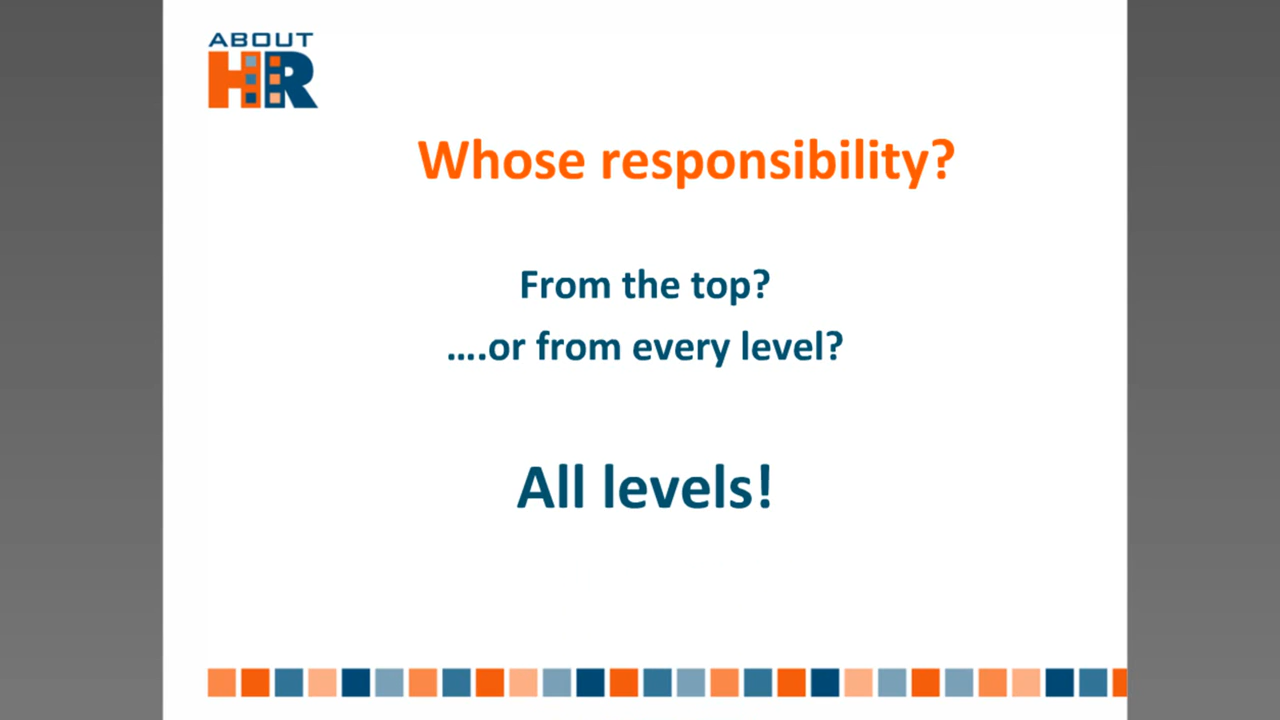 ABOUT
HR
Whose responsibility?
From the top?
....or from every level?
All levels!